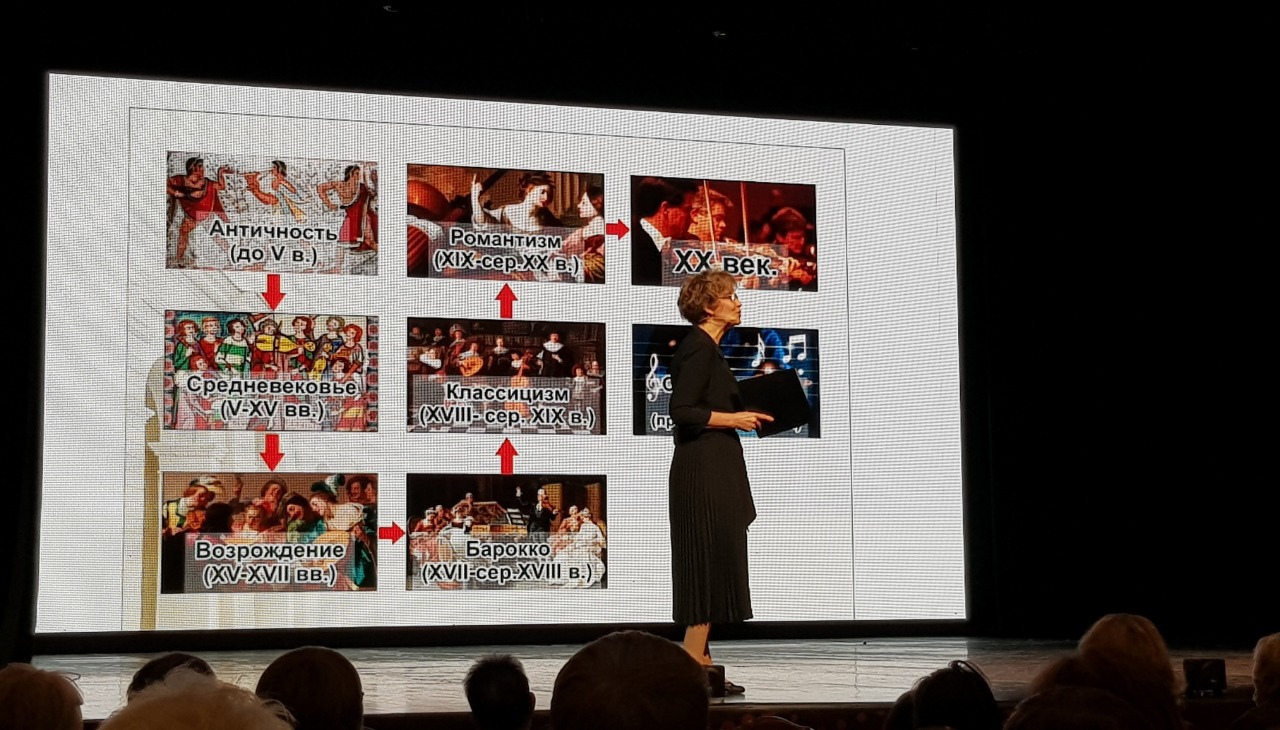 Античность
(до V в.)
Средневековье
(V-XV вв.)
Возрождение
(XV-XVII вв.)
Барокко
(XVII-сер.XVIII в.)
Классицизм
(XVIII- сер. XIX в.)
Романтизм
(XIX-сер.XX в.)
XX век.